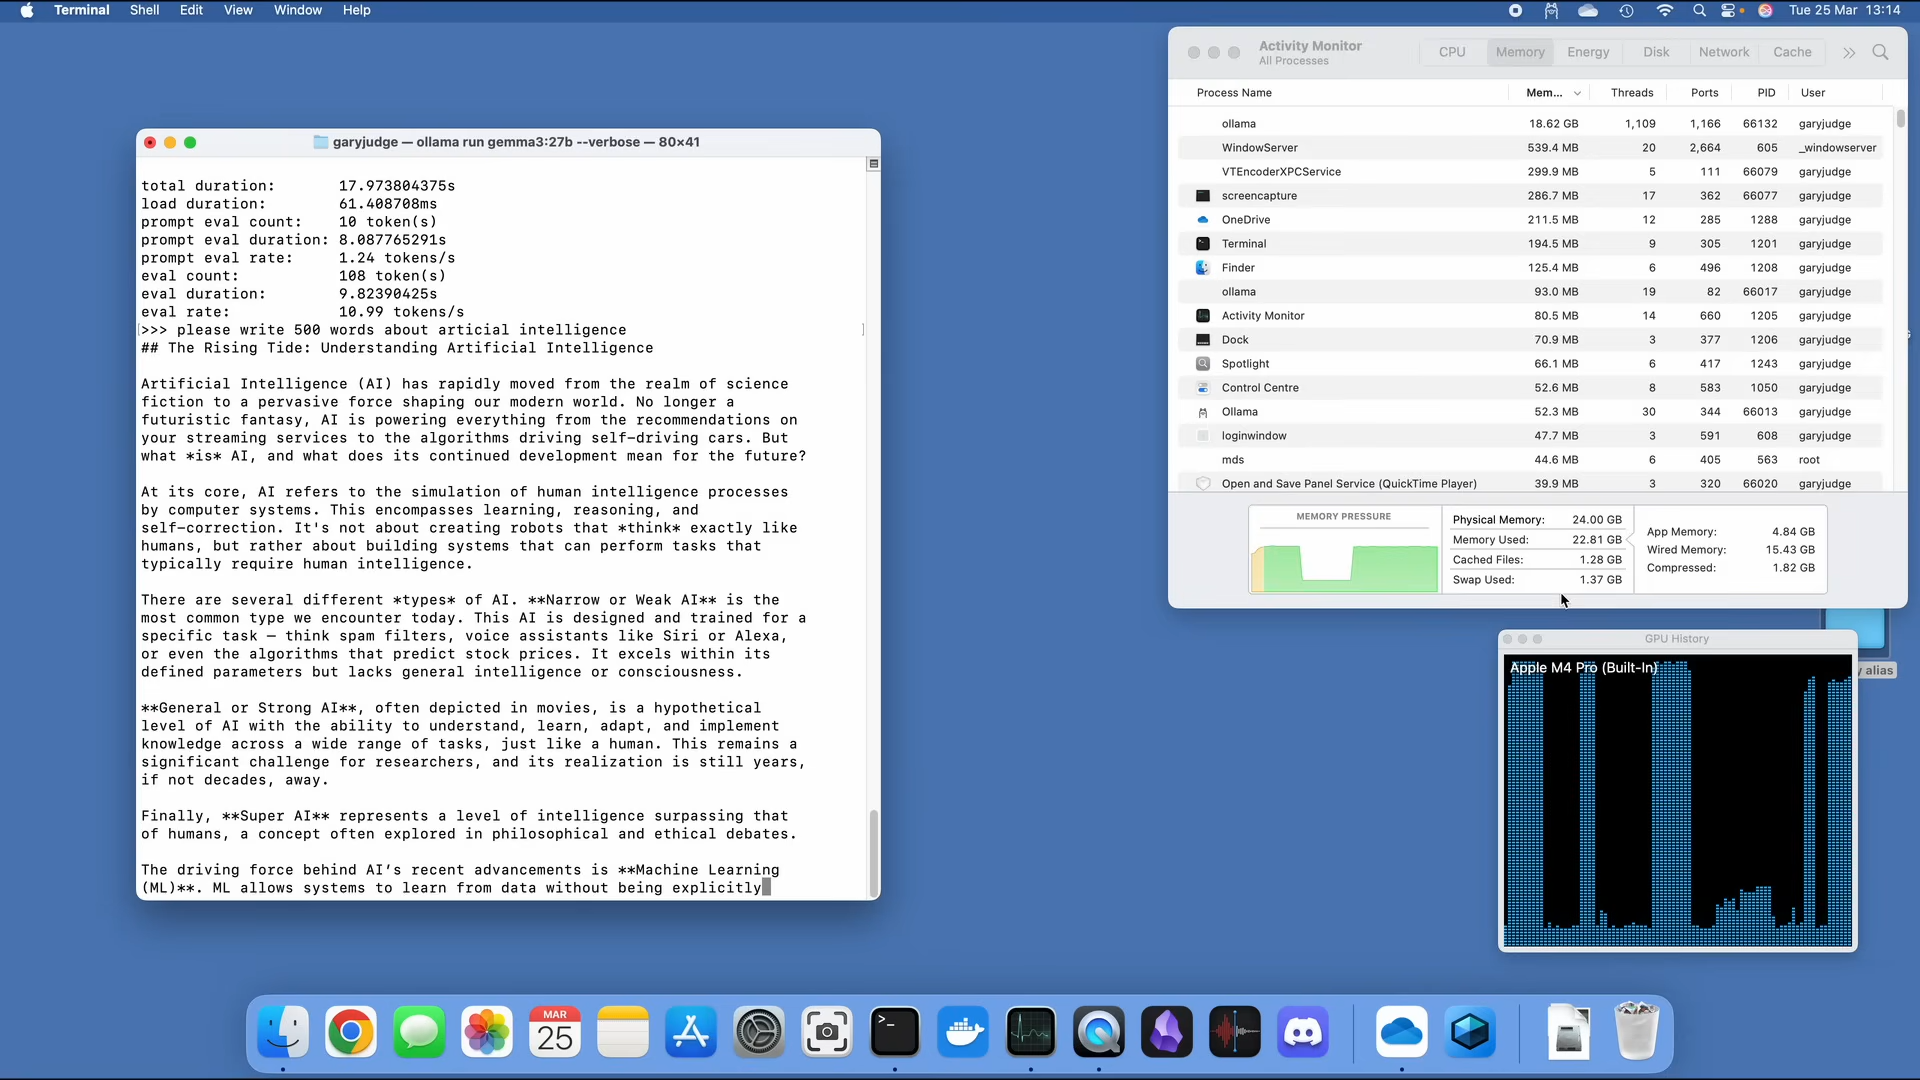 Terminal Shell Edit View Window Help
Tue 25 Mar 13:14
garyjudge — ollama run gemma3:27b --verbose — 80×41
total duration: 17.973804375s
load duration: 61.408708ms
prompt eval count: 10 token(s)
prompt eval duration: 8.087765291s
prompt eval rate: 1.24 tokens/s
eval count: 108 token(s)
eval duration: 9.82390425s
eval rate: 10.99 tokens/s
[>>> please write 500 words about articial intelligence ]
## The Rising Tide: Understanding Artificial Intelligence
Artificial Intelligence (AI) has rapidly moved from the realm of science
fiction to a pervasive force shaping our modern world. No longer a
futuristic fantasy, AI is powering everything from the recommendations on
your streaming services to the algorithms driving self-driving cars. But
what *is* AI, and what does its continued development mean for the future?
At its core, AI refers to the simulation of human intelligence processes
by computer systems. This encompasses learning, reasoning, and
self-correction. It's not about creating robots that *think* exactly like
humans, but rather about building systems that can perform tasks that
typically require human intelligence.
There are several different *types* of AI. **Narrow or Weak AI** is the
most common type we encounter today. This AI is designed and trained for a
specific task – think spam filters, voice assistants like Siri or Alexa,
or even the algorithms that predict stock prices. It excels within its
defined parameters but lacks general intelligence or consciousness.
**General or Strong AI**, often depicted in movies, is a hypothetical
level of AI with the ability to understand, learn, adapt, and implement
knowledge across a wide range of tasks, just like a human. This remains a
significant challenge for researchers, and its realization is still years,
if not decades, away.
Finally, **Super AI** represents a level of intelligence surpassing that
of humans, a concept often explored in philosophical and ethical debates.
The driving force behind AI’s recent advancements is **Machine Learning
(ML)**. ML allows systems to learn from data without being explicitly
Activity Monitor
All Processes
CPU Memory Energy Disk Network Cache
Process Name Mem... Threads Ports PID User
ollama 18.62 GB 1,109 1,166 66132 garyjudge
WindowServer 539.4 MB 20 2,664 605 _windowserver
VTEncoderXPCService 299.9 MB 5 111 66079 garyjudge
screencapture 286.7 MB 17 362 66077 garyjudge
OneDrive 211.5 MB 12 285 1288 garyjudge
Terminal 194.5 MB 9 305 1201 garyjudge
Finder 125.4 MB 6 496 1208 garyjudge
ollama 93.0 MB 19 82 66017 garyjudge
Activity Monitor 80.5 MB 14 660 1205 garyjudge
Dock 70.9 MB 3 377 1206 garyjudge
Spotlight 66.1 MB 6 417 1243 garyjudge
Control Centre 52.6 MB 8 583 1050 garyjudge
Ollama 52.3 MB 30 344 66013 garyjudge
loginwindow 47.7 MB 3 591 608 garyjudge
mds 44.6 MB 6 405 563 root
Open and Save Panel Service (QuickTime Player) 39.9 MB 3 320 66020 garyjudge
MEMORY PRESSURE
Physical Memory: 24.00 GB
Memory Used: 22.81 GB
Cached Files: 1.28 GB
Swap Used: 1.37 GB
App Memory: 4.84 GB
Wired Memory: 15.43 GB
Compressed: 1.82 GB
GPU History
Apple M4 Pro (Built-In)
y alias
MAR
25